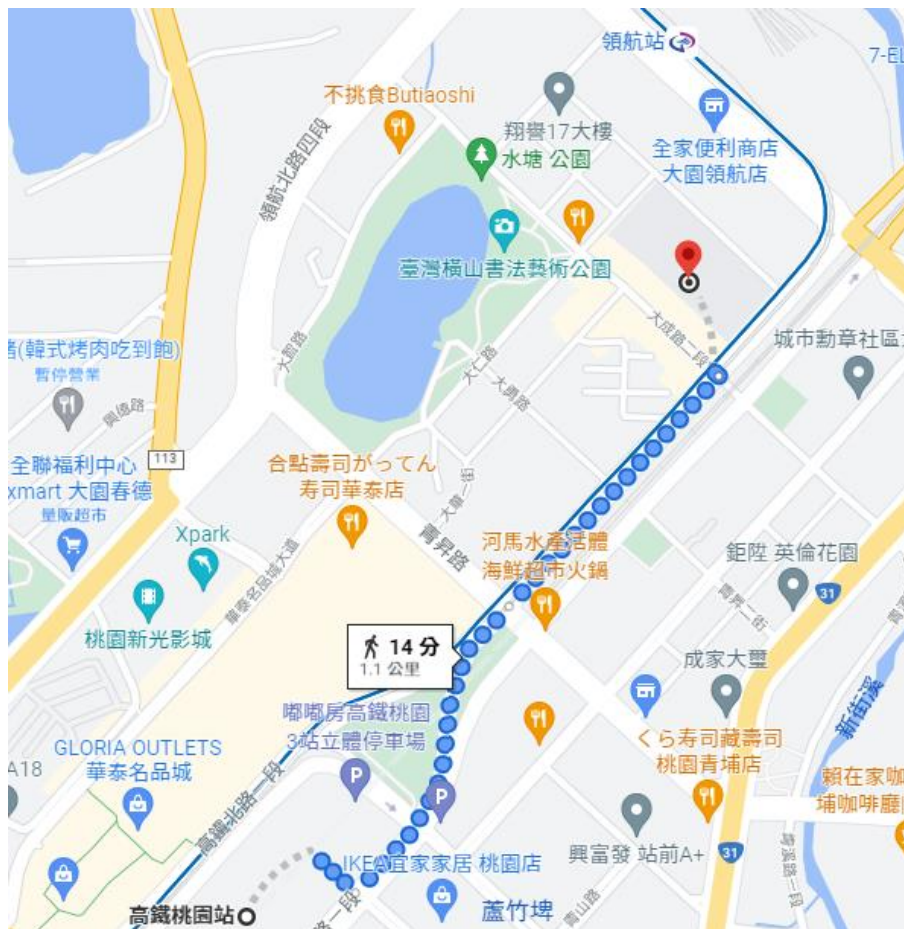 領航站
7-EL
不挑食Butiaoshi
翔譽17大樓
水塘 公園
全家便利商店
大園領航店
領航北路四段
臺灣橫山書法藝術公園
(韓式烤肉吃到飽)
暫停營業
大智路
大仁路
大勇路
大成路二段
城市勳章社區
興德路
全聯福利中心
xmart 大園春德
量販超市
113
合點壽司がってん
寿司華泰店
大華一街
青昇路
河馬水產活體
海鮮超市火鍋
Xpark
桃園新光影城
華泰名品城大道
鉅陞 英倫花園
31
14 分
1.1 公里
成家大璽
新街溪
嘟嘟房高鐵桃園
3站立體停車場
P
P
GLORIA OUTLETS
華泰名品城
A18
高鐵北路一段
くら寿司藏壽司
桃園青埔店
賴在家咖
埔咖啡廳
興富發 站前A+
31
青山路
IKEA宜家家居 桃園店
高鐵桃園站
路一段
蘆竹埤